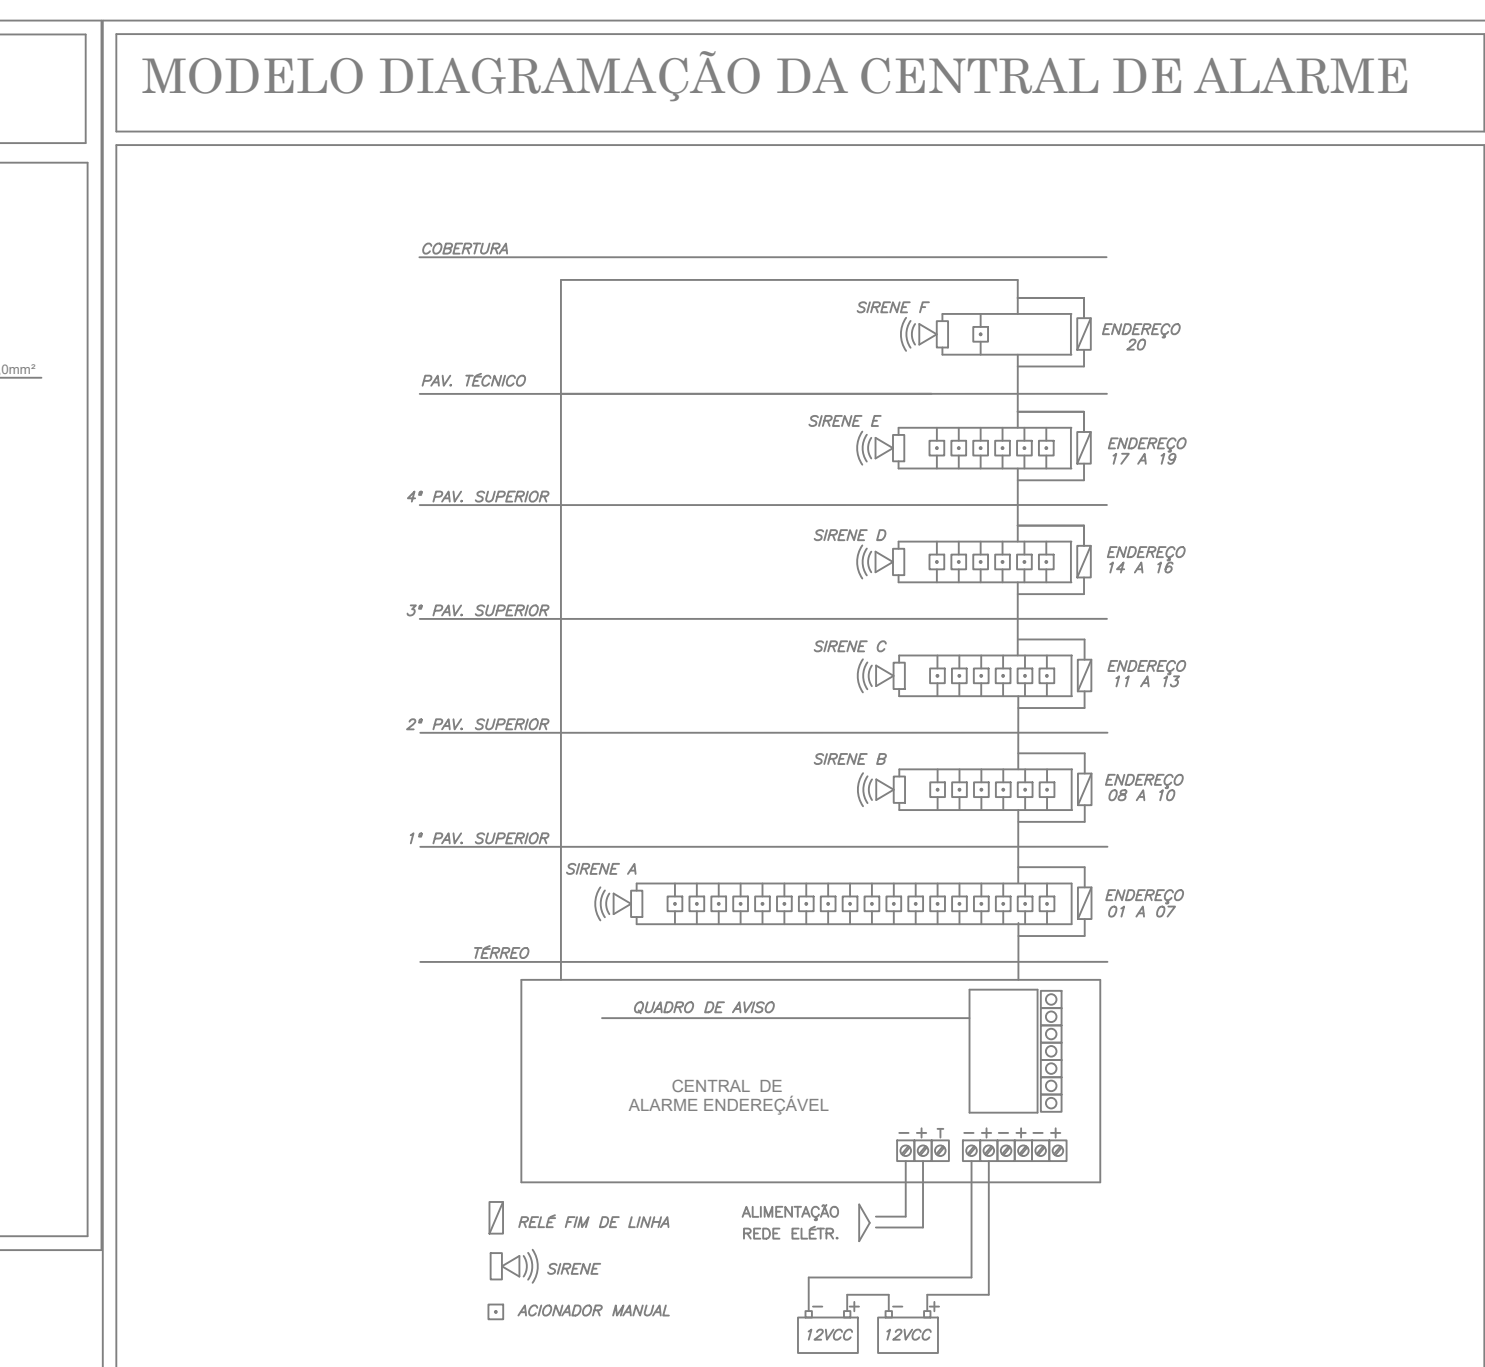 MODELO DIAGRAMAÇÃO DA CENTRAL DE ALARME
COBERTURA
SIRENE F
ENDEREÇO
20
0mm²
PAV. TÉCNICO
SIRENE E
ENDEREÇO
17 A 19
4º PAV. SUPERIOR
SIRENE D
ENDEREÇO
14 A 16
3º PAV. SUPERIOR
SIRENE C
ENDEREÇO
11 A 13
2º PAV. SUPERIOR
SIRENE B
ENDEREÇO
08 A 10
1º PAV. SUPERIOR
SIRENE A
ENDEREÇO
01 A 07
TÉRREO
QUADRO DE AVISO
CENTRAL DE
ALARME ENDEREÇÁVEL
− + T − + − + − +
RELÉ FIM DE LINHA
ALIMENTAÇÃO
REDE ELÉTR.
SIRENE
ACIONADOR MANUAL
− + − +
12VCC 12VCC